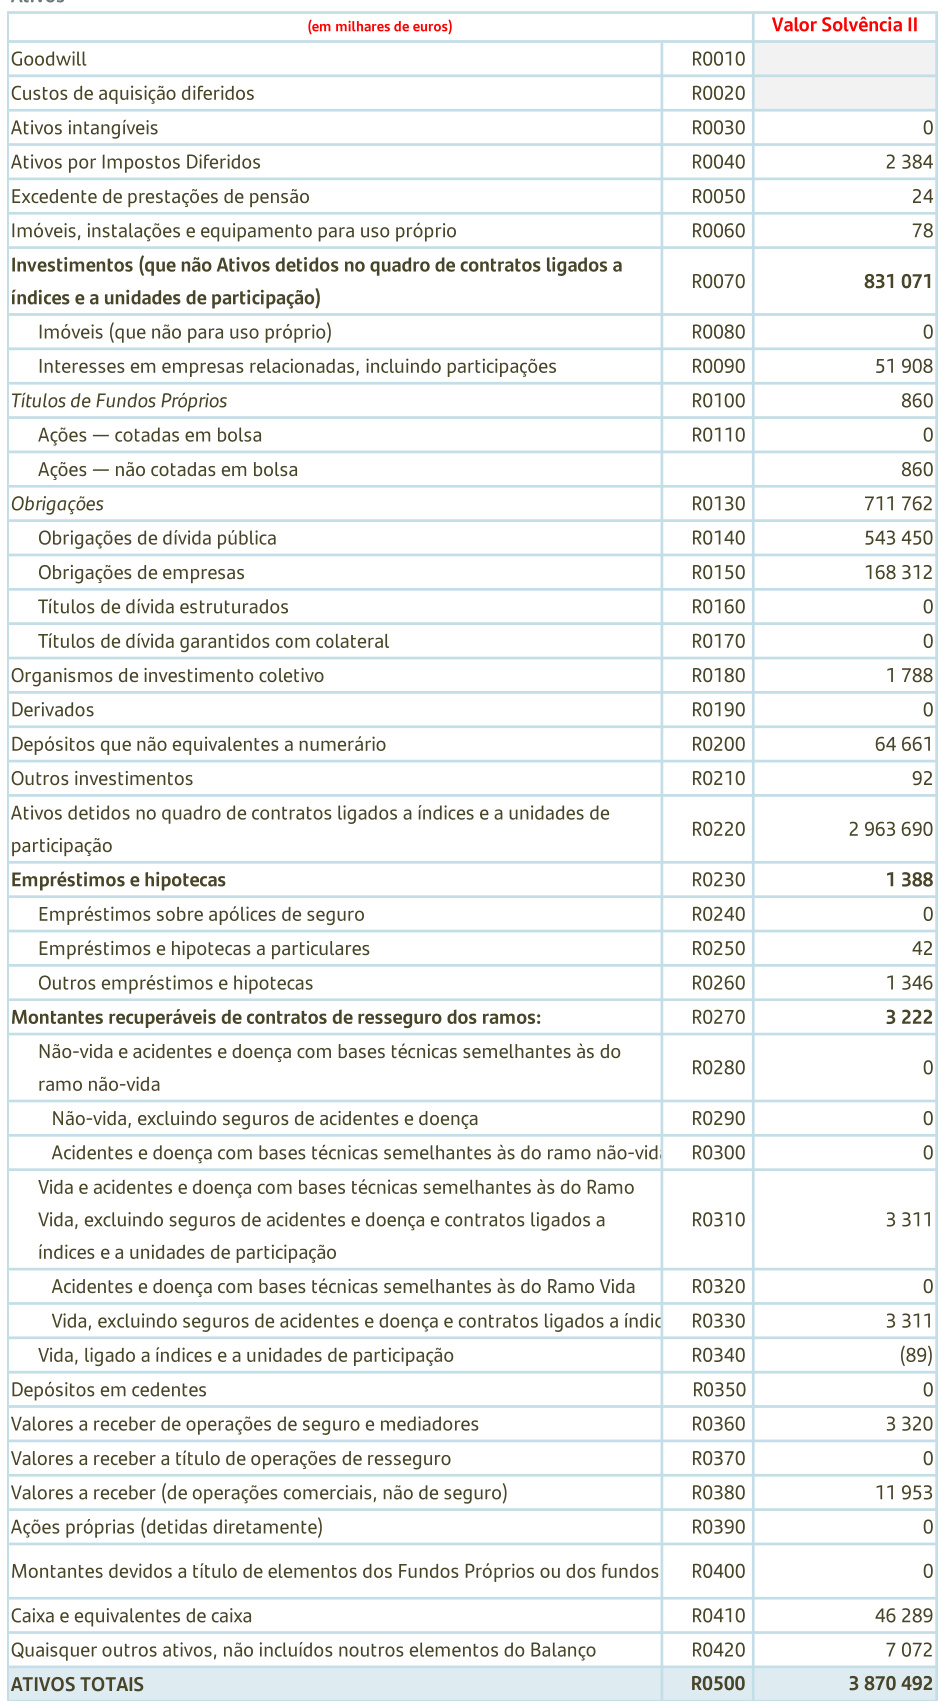 (em milhares de euros) Valor Solvência II
Goodwill R0010
Custos de aquisição diferidos R0020
Ativos intangíveis R0030 0
Ativos por Impostos Diferidos R0040 2 384
Excedente de prestações de pensão R0050 24
Imóveis, instalações e equipamento para uso próprio R0060 78
Investimentos (que não Ativos detidos no quadro de contratos ligados a
índices e a unidades de participação) R0070 831 071
Imóveis (que não para uso próprio) R0080 0
Interesses em empresas relacionadas, incluindo participações R0090 51 908
Títulos de Fundos Próprios R0100 860
Ações — cotadas em bolsa R0110 0
Ações — não cotadas em bolsa 860
Obrigações R0130 711 762
Obrigações de dívida pública R0140 543 450
Obrigações de empresas R0150 168 312
Títulos de dívida estruturados R0160 0
Títulos de dívida garantidos com colateral R0170 0
Organismos de investimento coletivo R0180 1 788
Derivados R0190 0
Depósitos que não equivalentes a numerário R0200 64 661
Outros investimentos R0210 92
Ativos detidos no quadro de contratos ligados a índices e a unidades de
participação R0220 2 963 690
Empréstimos e hipotecas R0230 1 388
Empréstimos sobre apólices de seguro R0240 0
Empréstimos e hipotecas a particulares R0250 42
Outros empréstimos e hipotecas R0260 1 346
Montantes recuperáveis de contratos de resseguro dos ramos: R0270 3 222
Não-vida e acidentes e doença com bases técnicas semelhantes às do
ramo não-vida R0280 0
Não-vida, excluindo seguros de acidentes e doença R0290 0
Acidentes e doença com bases técnicas semelhantes às do ramo não-vida R0300 0
Vida e acidentes e doença com bases técnicas semelhantes às do Ramo
Vida, excluindo seguros de acidentes e doença e contratos ligados a R0310 3 311
índices e a unidades de participação
Acidentes e doença com bases técnicas semelhantes às do Ramo Vida R0320 0
Vida, excluindo seguros de acidentes e doença e contratos ligados a índic R0330 3 311
Vida, ligado a índices e a unidades de participação R0340 (89)
Depósitos em cedentes R0350 0
Valores a receber de operações de seguro e mediadores R0360 3 320
Valores a receber a título de operações de resseguro R0370 0
Valores a receber (de operações comerciais, não de seguro) R0380 11 953
Ações próprias (detidas diretamente) R0390 0
Montantes devidos a título de elementos dos Fundos Próprios ou dos fundos R0400 0
Caixa e equivalentes de caixa R0410 46 289
Quaisquer outros ativos, não incluídos noutros elementos do Balanço R0420 7 072
ATIVOS TOTAIS R0500 3 870 492